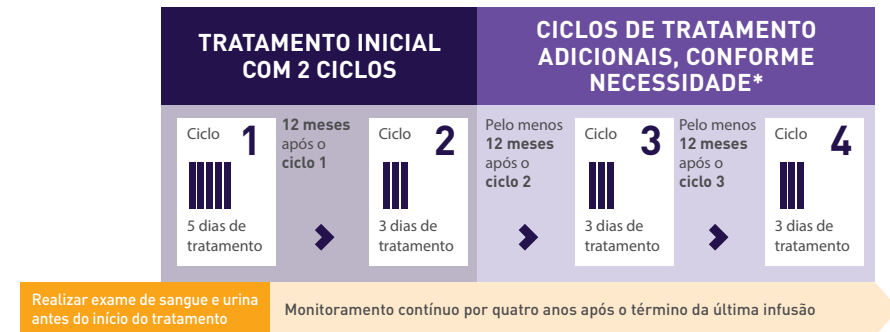 TRATAMENTO INICIAL
COM 2 CICLOS
CICLOS DE TRATAMENTO
ADICIONAIS, CONFORME
NECESSIDADE*
Ciclo 1
5 dias de
tratamento
12 meses
após o
ciclo 1
Ciclo 2
3 dias de
tratamento
Pelo menos
12 meses
após o
ciclo 2
Ciclo 3
3 dias de
tratamento
Pelo menos
12 meses
após o
ciclo 3
Ciclo 4
3 dias de
tratamento
Realizar exame de sangue e urina
antes do início do tratamento
Monitoramento contínuo por quatro anos após o término da última infusão